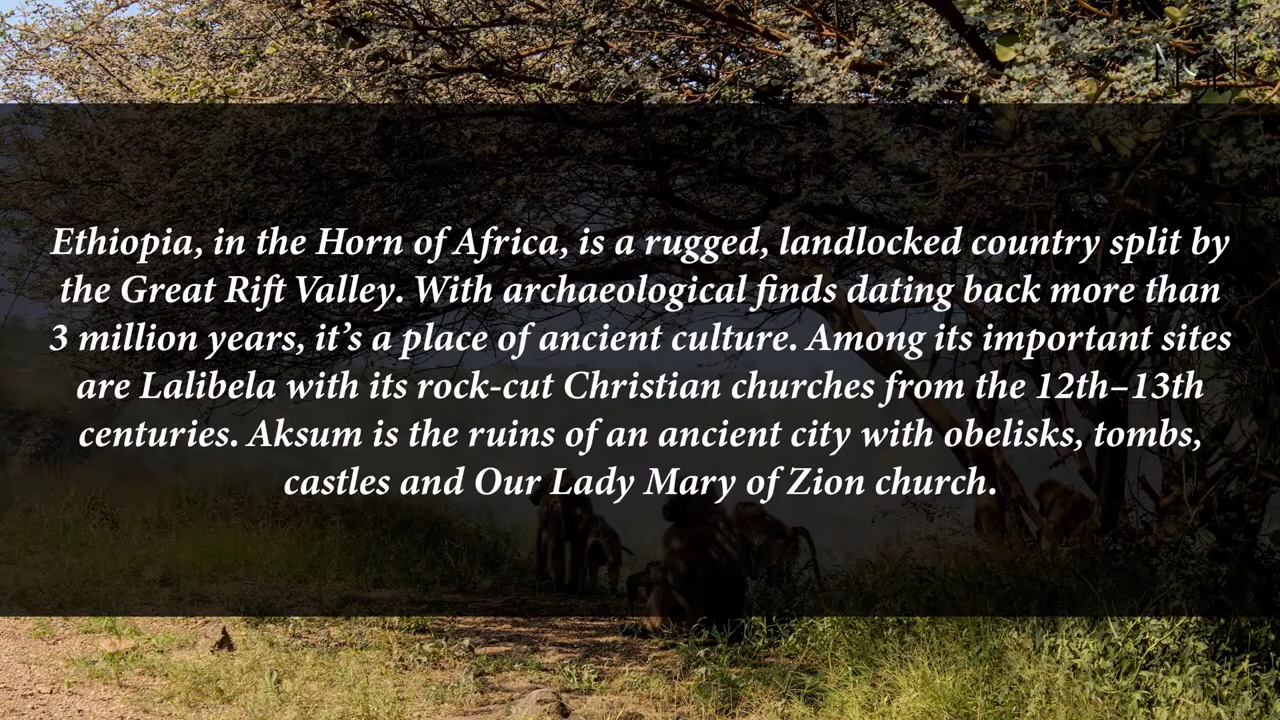 Ethiopia, in the Horn of Africa, is a rugged, landlocked country split by
the Great Rift Valley. With archaeological finds dating back more than
3 million years, it’s a place of ancient culture. Among its important sites
are Lalibela with its rock-cut Christian churches from the 12th–13th
centuries. Aksum is the ruins of an ancient city with obelisks, tombs,
castles and Our Lady Mary of Zion church.